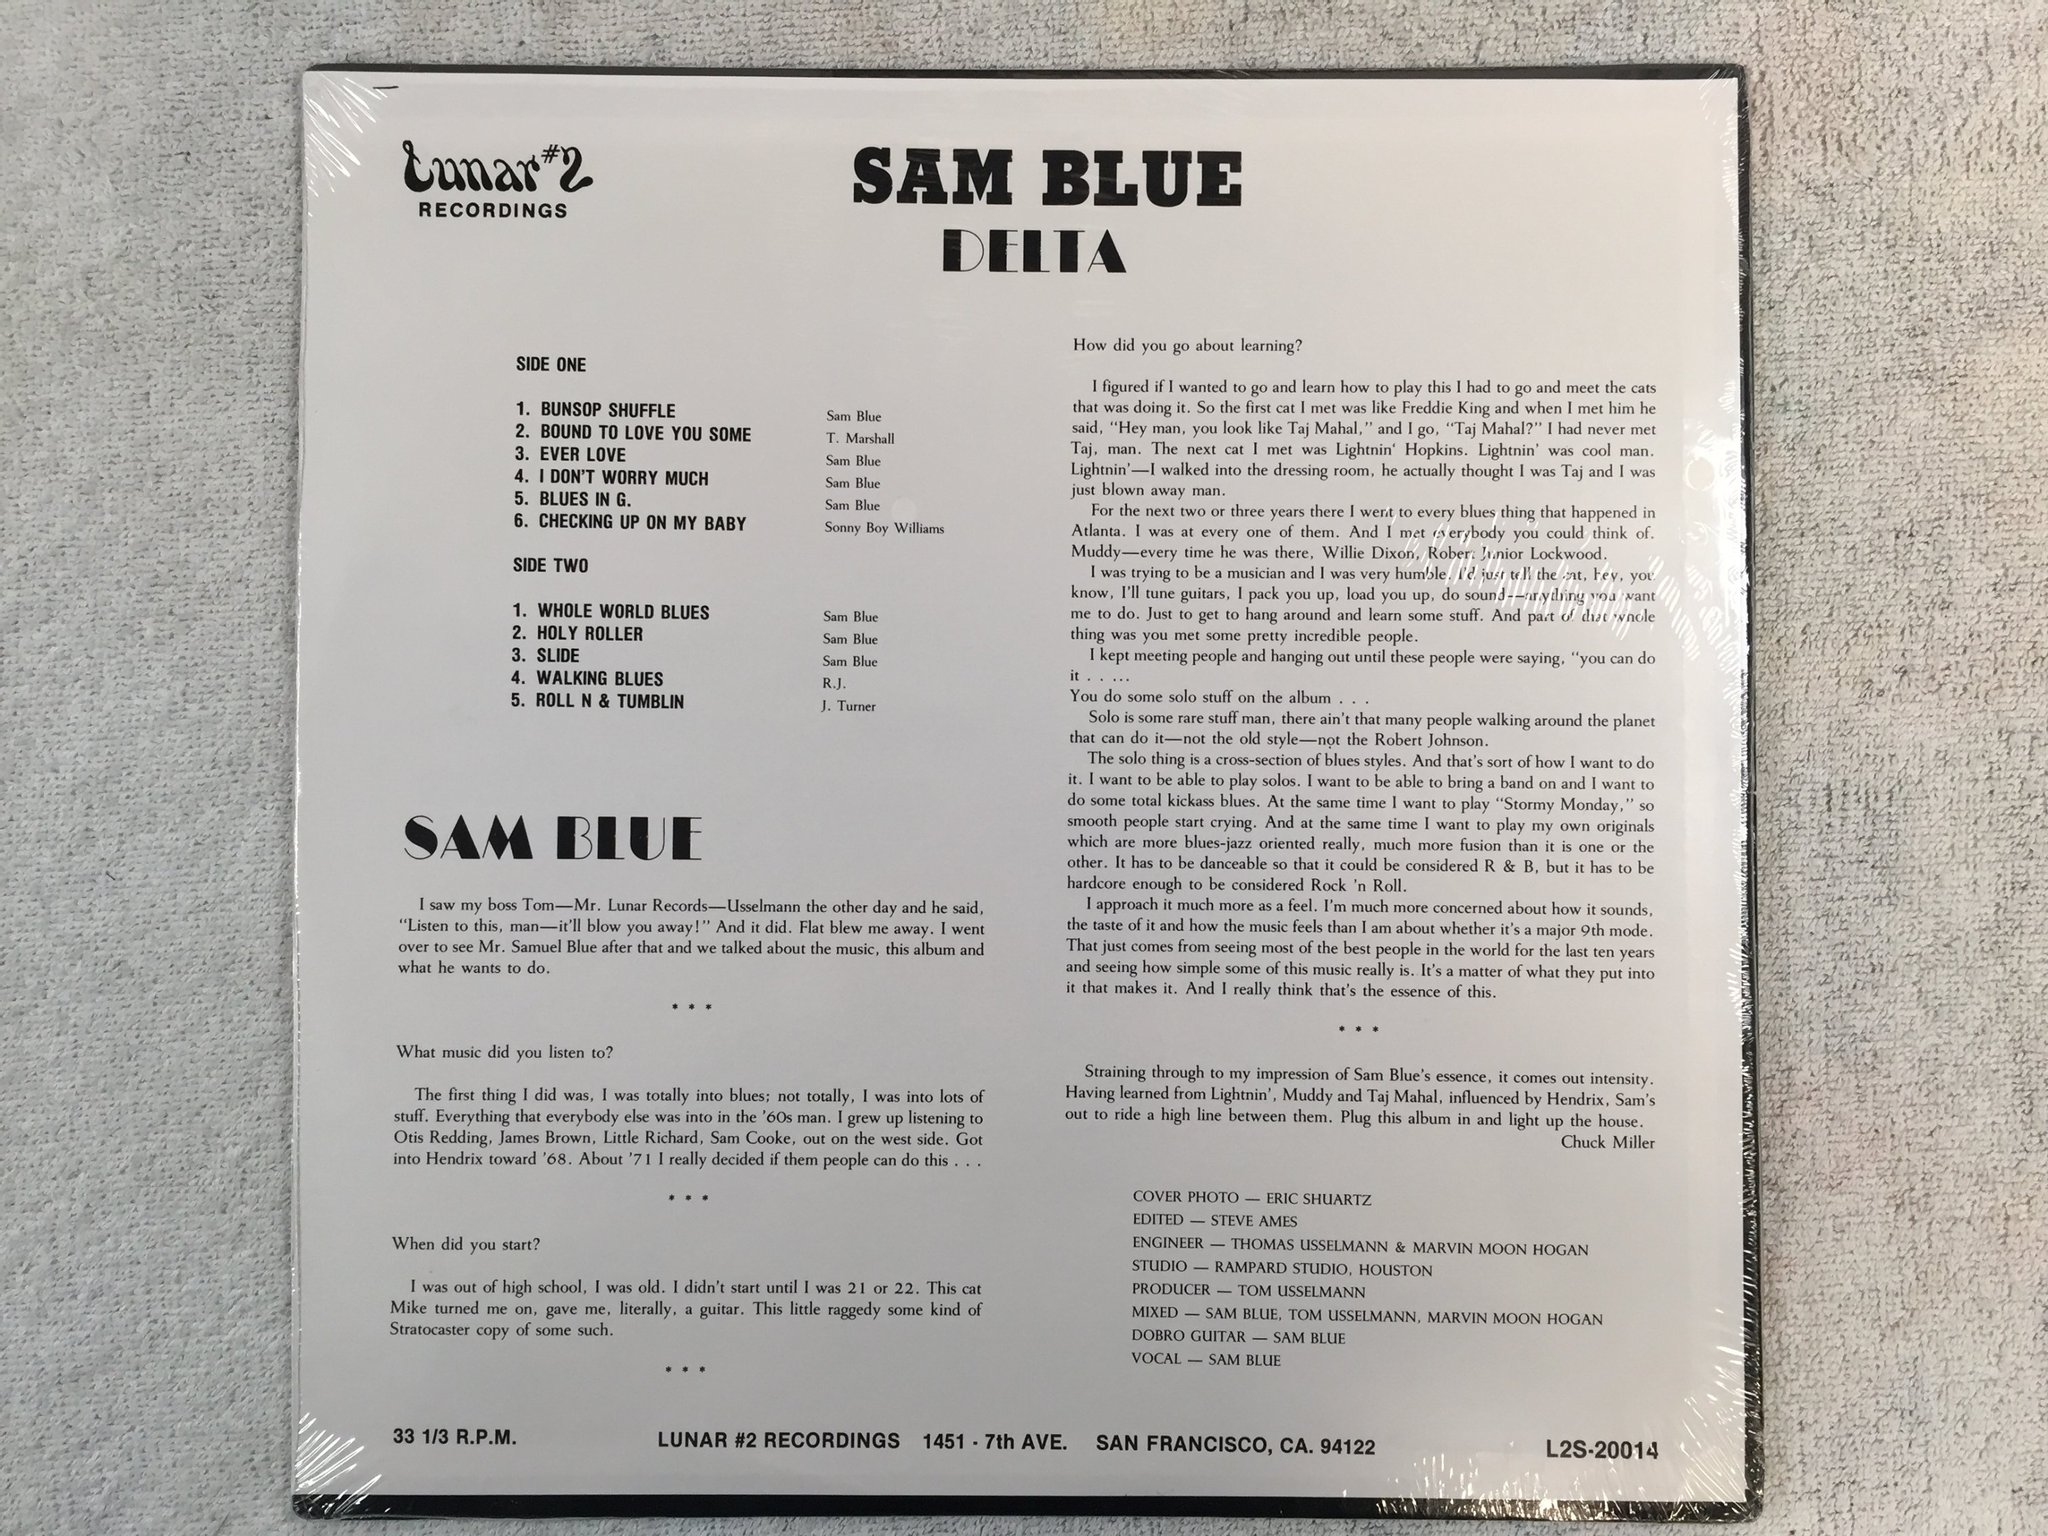 Lunar #2
RECORDINGS
SAM BLUE
DELTA
SIDE ONE
1. BUNSOP SHUFFLE Sam Blue
2. BOUND TO LOVE YOU SOME T. Marshall
3. EVER LOVE Sam Blue
4. I DON'T WORRY MUCH Sam Blue
5. BLUES IN G. Sam Blue
6. CHECKING UP ON MY BABY Sonny Boy Williams
SIDE TWO
1. WHOLE WORLD BLUES Sam Blue
2. HOLY ROLLER Sam Blue
3. SLIDE Sam Blue
4. WALKING BLUES R.J.
5. ROLL N & TUMBLIN J. Turner
SAM BLUE
I saw my boss Tom—Mr. Lunar Records—Usselmann the other day and he said,
“Listen to this, man—it'll blow you away!” And it did. Flat blew me away. I went
over to see Mr. Samuel Blue after that and we talked about the music, this album and
what he wants to do.
* * *
What music did you listen to?
The first thing I did was, I was totally into blues; not totally, I was into lots of
stuff. Everything that everybody else was into in the '60s man. I grew up listening to
Otis Redding, James Brown, Little Richard, Sam Cooke, out on the west side. Got
into Hendrix toward '68. About '71 I really decided if them people can do this . . .
* * *
When did you start?
I was out of high school, I was old. I didn't start until I was 21 or 22. This cat
Mike turned me on, gave me, literally, a guitar. This little raggedy some kind of
Stratocaster copy of some such.
* * *
How did you go about learning?
I figured if I wanted to go and learn how to play this I had to go and meet the cats
that was doing it. So the first cat I met was like Freddie King and when I met him he
said, “Hey man, you look like Taj Mahal,” and I go, “Taj Mahal?” I had never met
Taj, man. The next cat I met was Lightnin‘ Hopkins. Lightnin' was cool man.
Lightnin'—I walked into the dressing room, he actually thought I was Taj and I was
just blown away man.
For the next two or three years there I went to every blues thing that happened in
Atlanta. I was at every one of them. And I met everybody you could think of.
Muddy—every time he was there, Willie Dixon, Robert Junior Lockwood.
I was trying to be a musician and I was very humble. I'd just tell the cat, hey, you
know, I'll tune guitars, I pack you up, load you up, do sound—anything you want
me to do. Just to get to hang around and learn some stuff. And part of that whole
thing was you met some pretty incredible people.
I kept meeting people and hanging out until these people were saying, “you can do
it . . ...
You do some solo stuff on the album . . .
Solo is some rare stuff man, there ain't that many people walking around the planet
that can do it—not the old style—not the Robert Johnson.
The solo thing is a cross-section of blues styles. And that's sort of how I want to do
it. I want to be able to play solos. I want to be able to bring a band on and I want to
do some total kickass blues. At the same time I want to play “Stormy Monday,” so
smooth people start crying. And at the same time I want to play my own originals
which are more blues-jazz oriented really, much more fusion than it is one or the
other. It has to be danceable so that it could be considered R & B, but it has to be
hardcore enough to be considered Rock 'n Roll.
I approach it much more as a feel. I'm much more concerned about how it sounds,
the taste of it and how the music feels than I am about whether it's a major 9th mode.
That just comes from seeing most of the best people in the world for the last ten years
and seeing how simple some of this music really is. It's a matter of what they put into
it that makes it. And I really think that's the essence of this.
* * *
Straining through to my impression of Sam Blue's essence, it comes out intensity.
Having learned from Lightnin', Muddy and Taj Mahal, influenced by Hendrix, Sam's
out to ride a high line between them. Plug this album in and light up the house.
Chuck Miller
COVER PHOTO — ERIC SHUARTZ
EDITED — STEVE AMES
ENGINEER — THOMAS USSELMANN & MARVIN MOON HOGAN
STUDIO — RAMPARD STUDIO, HOUSTON
PRODUCER — TOM USSELMANN
MIXED — SAM BLUE, TOM USSELMANN, MARVIN MOON HOGAN
DOBRO GUITAR — SAM BLUE
VOCAL — SAM BLUE
33 1/3 R.P.M. LUNAR #2 RECORDINGS 1451 - 7th AVE. SAN FRANCISCO, CA. 94122 L2S-20014